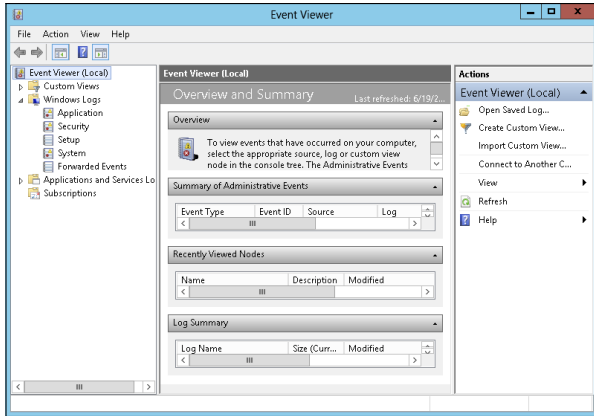 Event Viewer
File Action View Help
Event Viewer (Local)
Custom Views
Windows Logs
Application
Security
Setup
System
Forwarded Events
Applications and Services Lo
Subscriptions
Event Viewer (Local)
Overview and Summary Last refreshed: 6/19/2...
Overview
To view events that have occurred on your computer,
select the appropriate source, log or custom view
node in the console tree. The Administrative Events
Summary of Administrative Events
Event Type Event ID Source Log
Recently Viewed Nodes
Name Description Modified
Log Summary
Log Name Size (Curr... Modified
Actions
Event Viewer (Local)
Open Saved Log...
Create Custom View...
Import Custom View...
Connect to Another C...
View
Refresh
Help